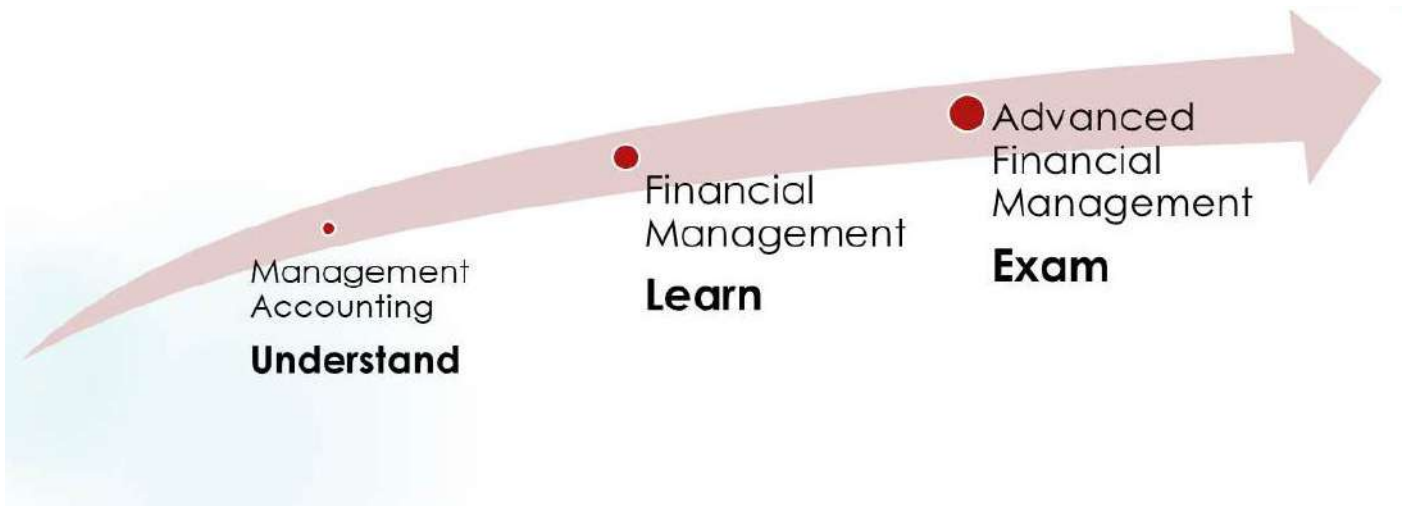 Management
Accounting
Understand
Financial
Management
Learn
Advanced
Financial
Management
Exam